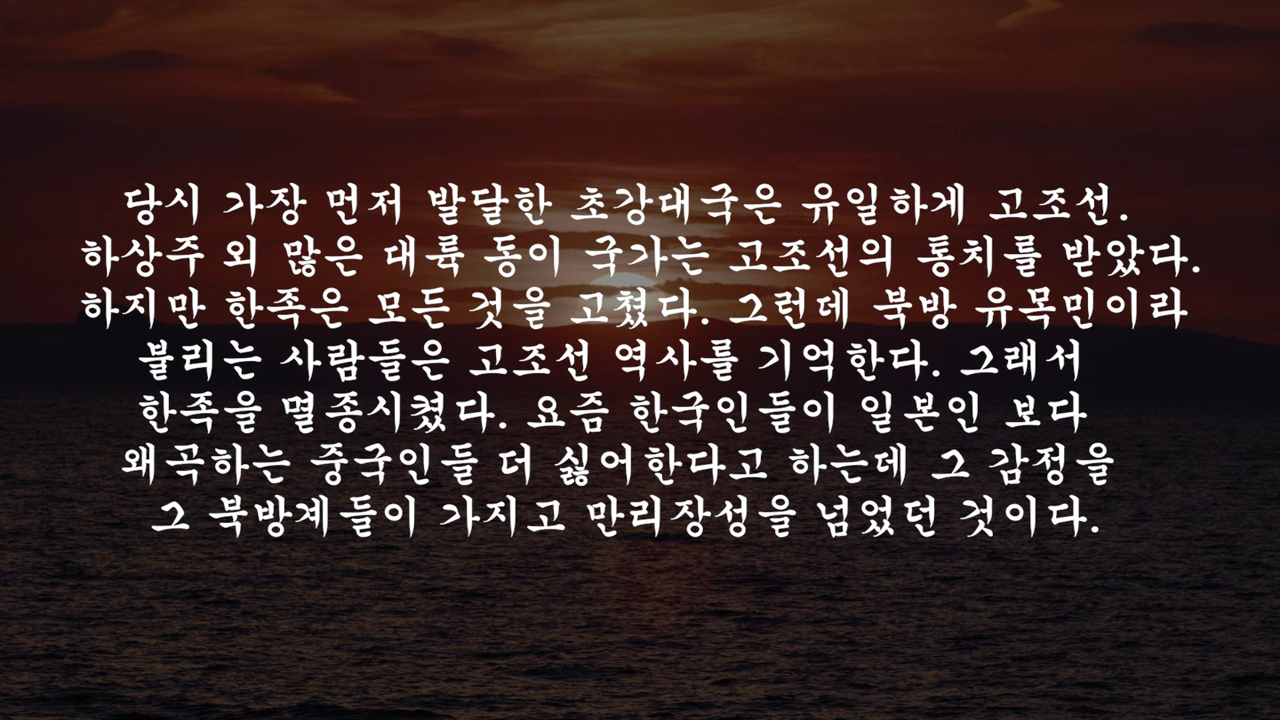 당시 가장 먼저 발달한 초강대국은 유일하게 고조선.
하상주 외 많은 대륙 동이 국가는 고조선의 통치를 받았다.
하지만 한족은 모든 것을 고쳤다. 그런데 북방 유목민이라
불리는 사람들은 고조선 역사를 기억한다. 그래서
한족을 멸종시켰다. 요즘 한국인들이 일본인 보다
왜곡하는 중국인들 더 싫어한다고 하는데 그 감정을
그 북방계들이 가지고 만리장성을 넘었던 것이다.